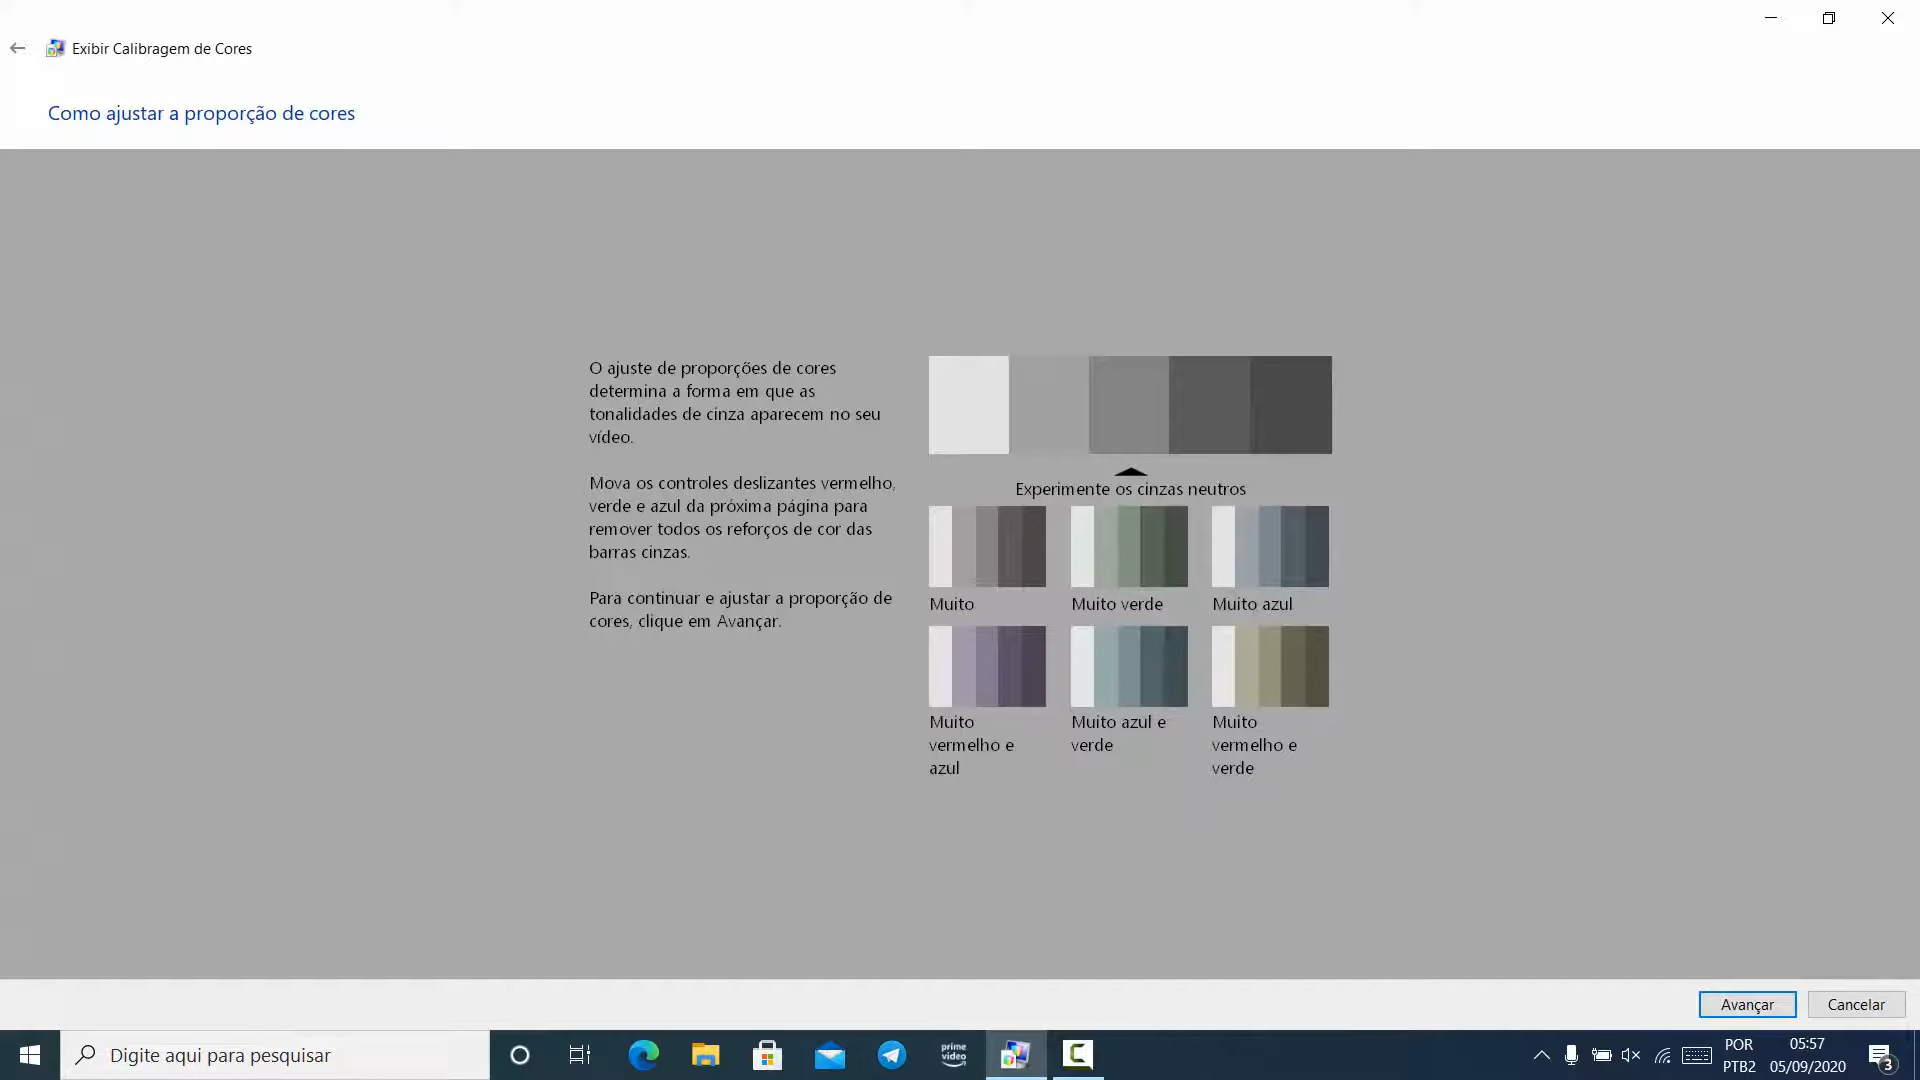 Exibir Calibragem de Cores
Como ajustar a proporção de cores
O ajuste de proporções de cores
determina a forma em que as
tonalidades de cinza aparecem no seu
vídeo.
Mova os controles deslizantes vermelho,
verde e azul da próxima página para
remover todos os reforços de cor das
barras cinzas.
Para continuar e ajustar a proporção de
cores, clique em Avançar.
Experimente os cinzas neutros
Muito
Muito verde
Muito azul
Muito
vermelho e
azul
Muito azul e
verde
Muito
vermelho e
verde
Avançar
Cancelar
Digite aqui para pesquisar
prime
video
POR
PTB2
05:57
05/09/2020
3